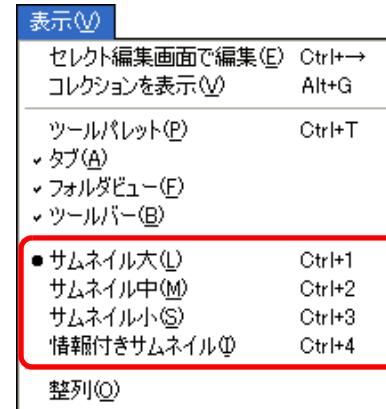 表示(V)
セレクト編集画面で編集(E) Ctrl+→
コレクションを表示(V) Alt+G
ツールパレット(P) Ctrl+T
✓ タブ(A)
✓ フォルダビュー(F)
✓ ツールバー(B)
● サムネイル大(L) Ctrl+1
サムネイル中(M) Ctrl+2
サムネイル小(S) Ctrl+3
情報付きサムネイル(I) Ctrl+4
整列(O)